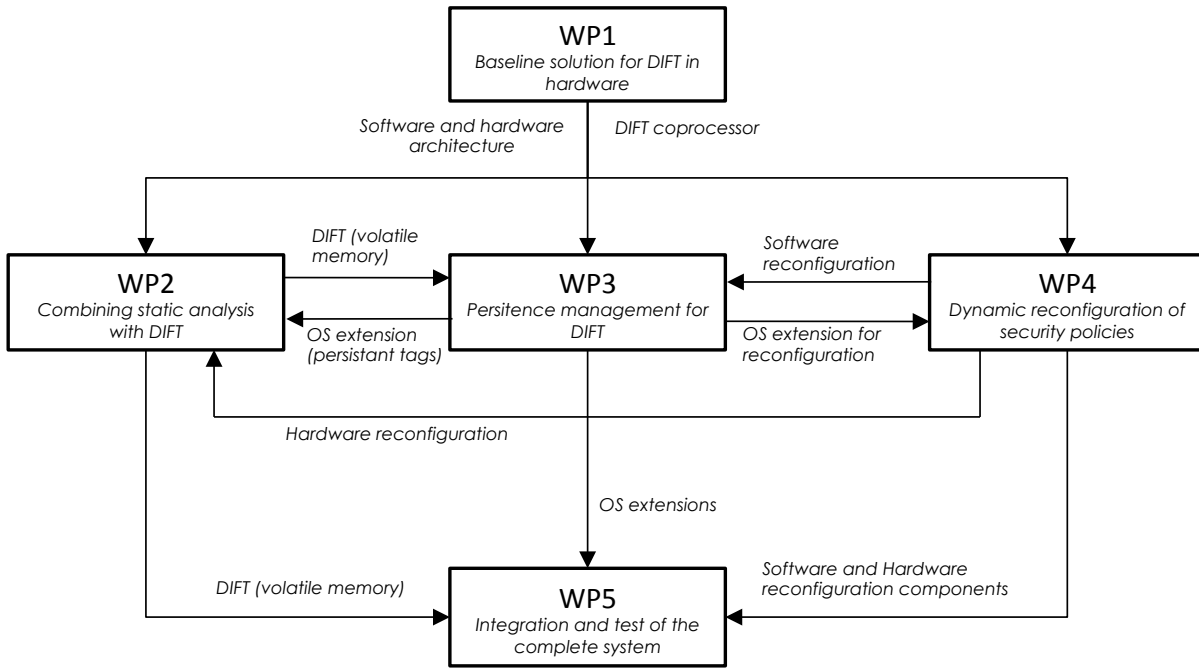 WP1
Baseline solution for DIFT in
hardware
Software and hardware
architecture
DIFT coprocessor
DIFT (volatile
memory)
Software
reconfiguration
WP2
Combining static analysis
with DIFT
WP3
Persitence management for
DIFT
WP4
Dynamic reconfiguration of
security policies
OS extension
(persistant tags)
OS extension for
reconfiguration
Hardware reconfiguration
OS extensions
DIFT (volatile memory)
Software and Hardware
reconfiguration components
WP5
Integration and test of the
complete system